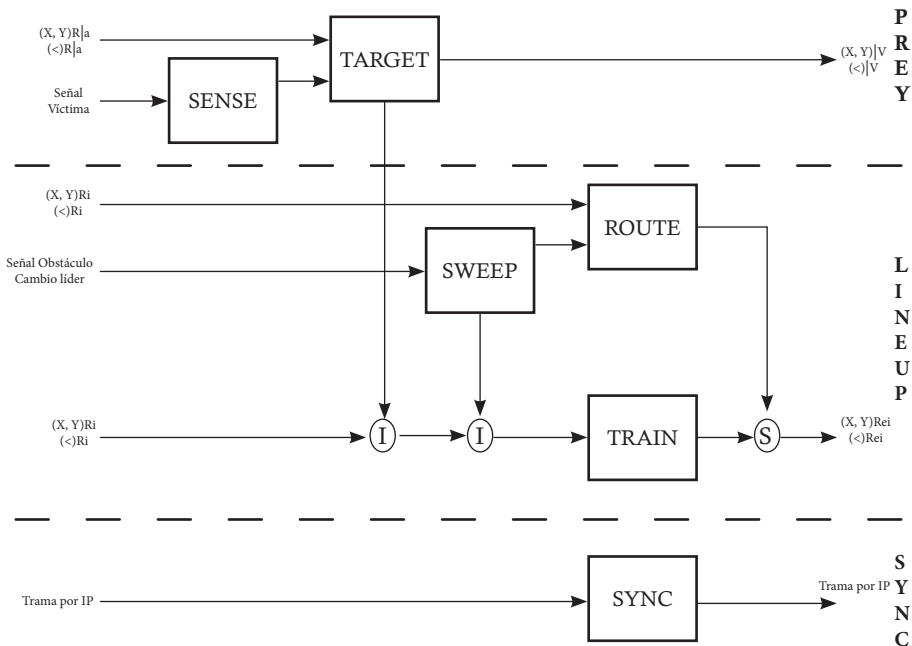 (X, Y)R|a
(<)R|a
Señal
Víctima
SENSE
TARGET
(X, Y)|V
(<)|V
P
R
E
Y
(X, Y)Ri
(<)Ri
Señal Obstáculo
Cambio líder
SWEEP
ROUTE
(X, Y)Ri
(<)Ri
I
I
TRAIN
S
(X, Y)Rei
(<)Rei
L
I
N
E
U
P
Trama por IP
SYNC
Trama por IP
S
Y
N
C